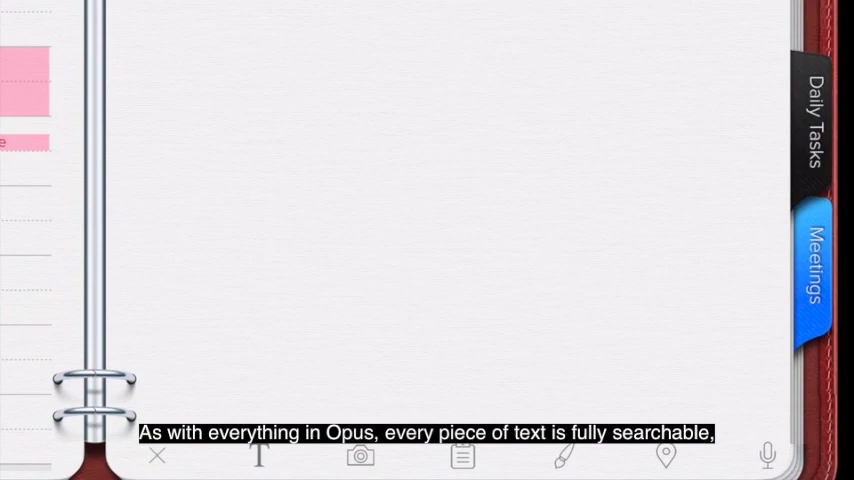 Daily Tasks
Meetings
e
As with everything in Opus, every piece of text is fully searchable,
T